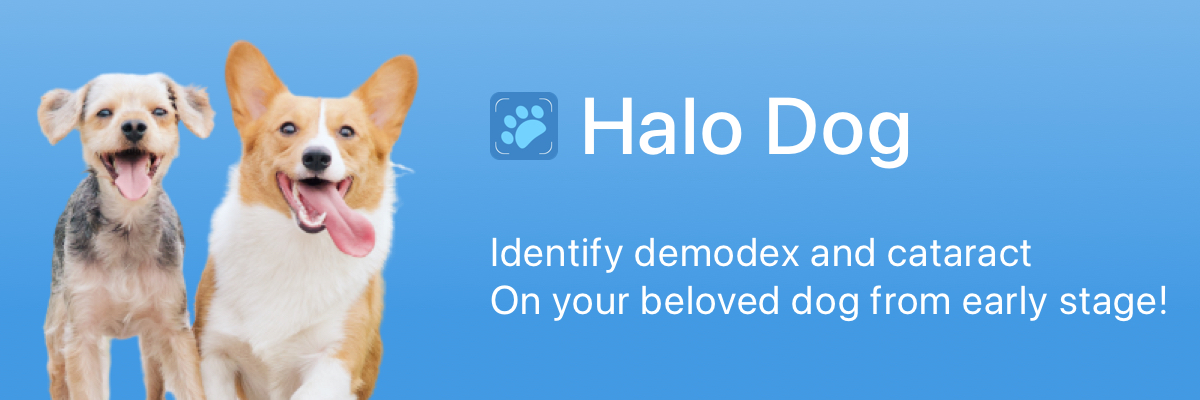 Halo Dog
Identify demodex and cataract
On your beloved dog from early stage!